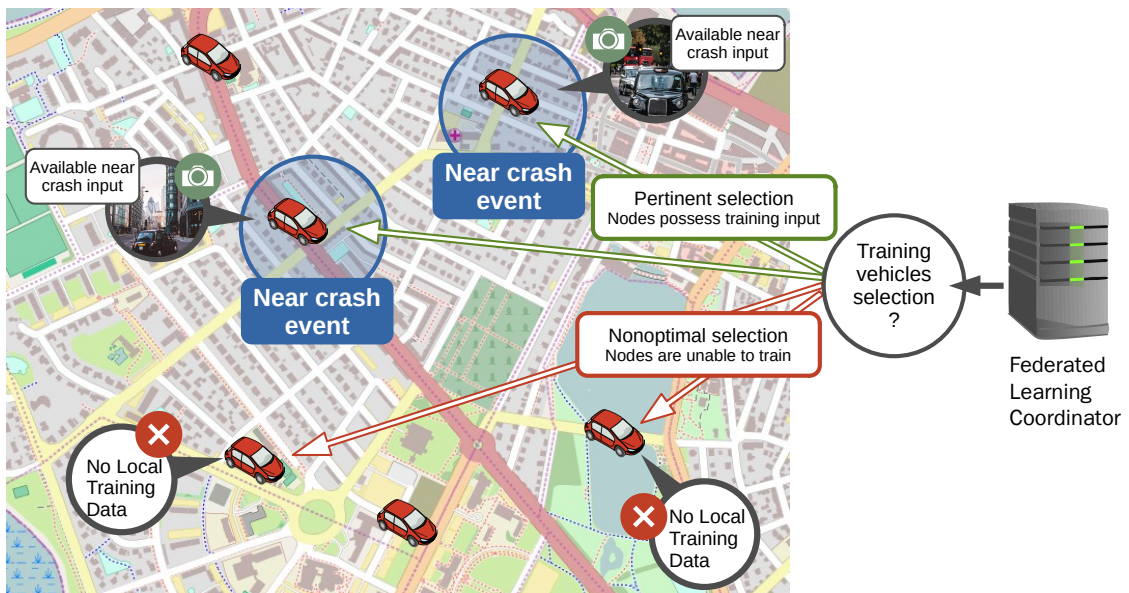 Available near
crash input
Available near
crash input
Near crash
event
Pertinent selection
Nodes possess training input
Training
vehicles
selection
?
Near crash
event
Nonoptimal selection
Nodes are unable to train
Federated
Learning
Coordinator
No Local
Training
Data
No Local
Training
Data